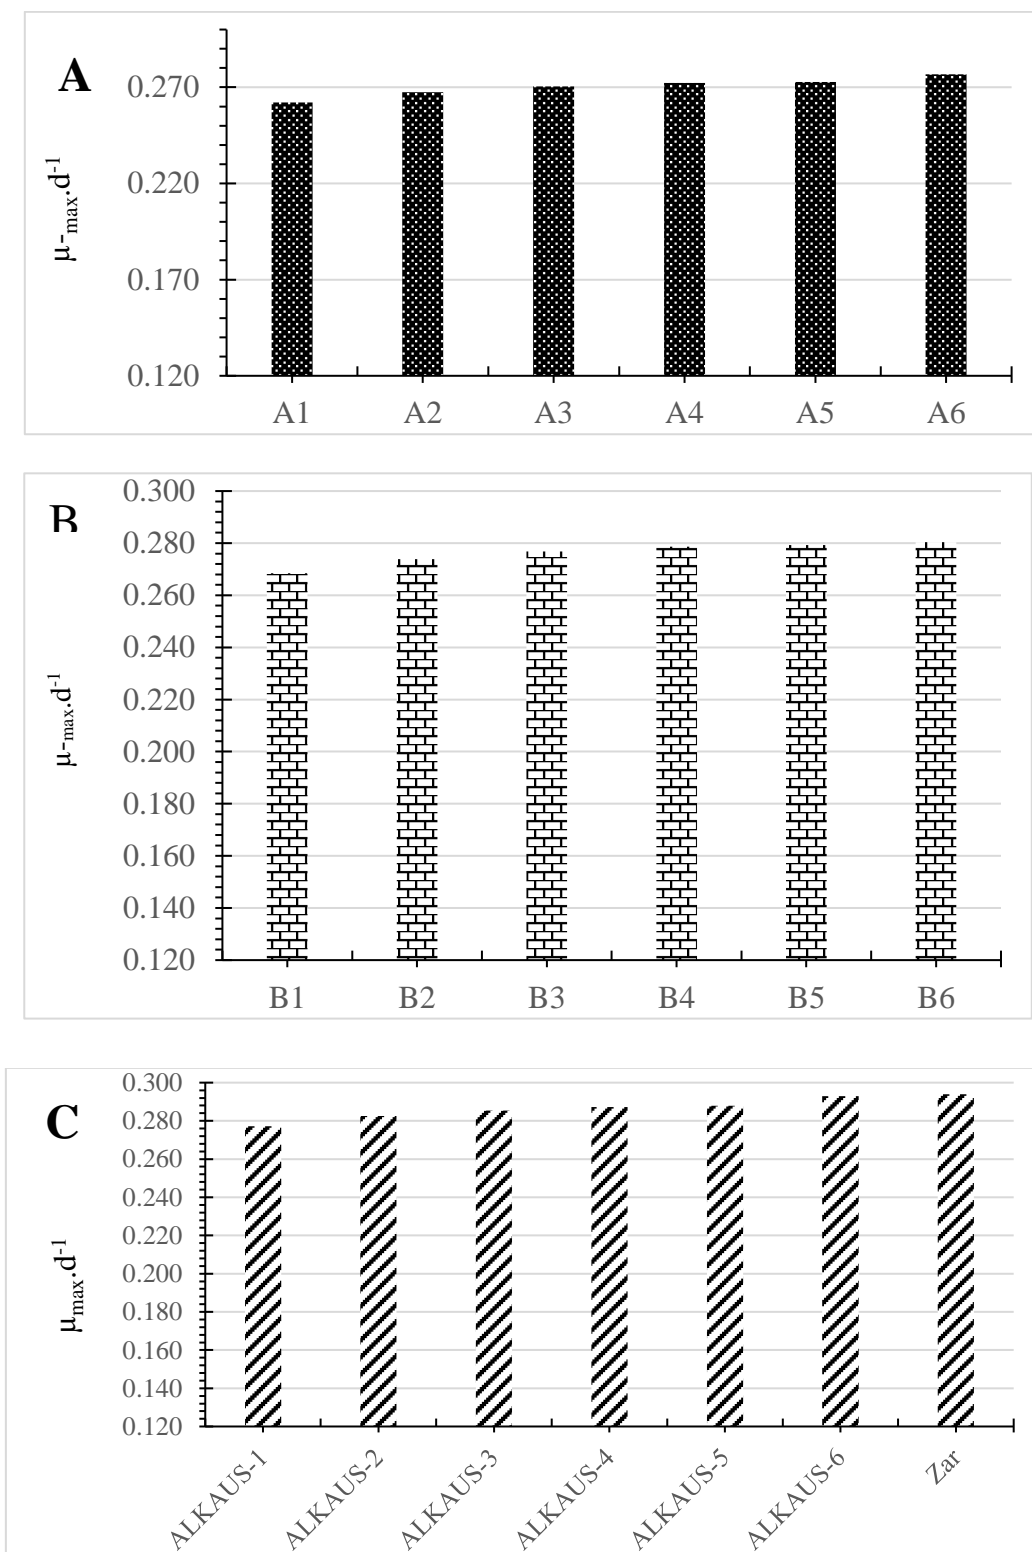 A
0.270
0.220
0.170
0.120
μ-max.d-1
A1 A2 A3 A4 A5 A6
B
0.300
0.280
0.260
0.240
0.220
0.200
0.180
0.160
0.140
0.120
μ-max.d-1
B1 B2 B3 B4 B5 B6
C
0.300
0.280
0.260
0.240
0.220
0.200
0.180
0.160
0.140
0.120
μmax.d-1
ALKAUS-1 ALKAUS-2 ALKAUS-3 ALKAUS-4 ALKAUS-5 ALKAUS-6 Zar